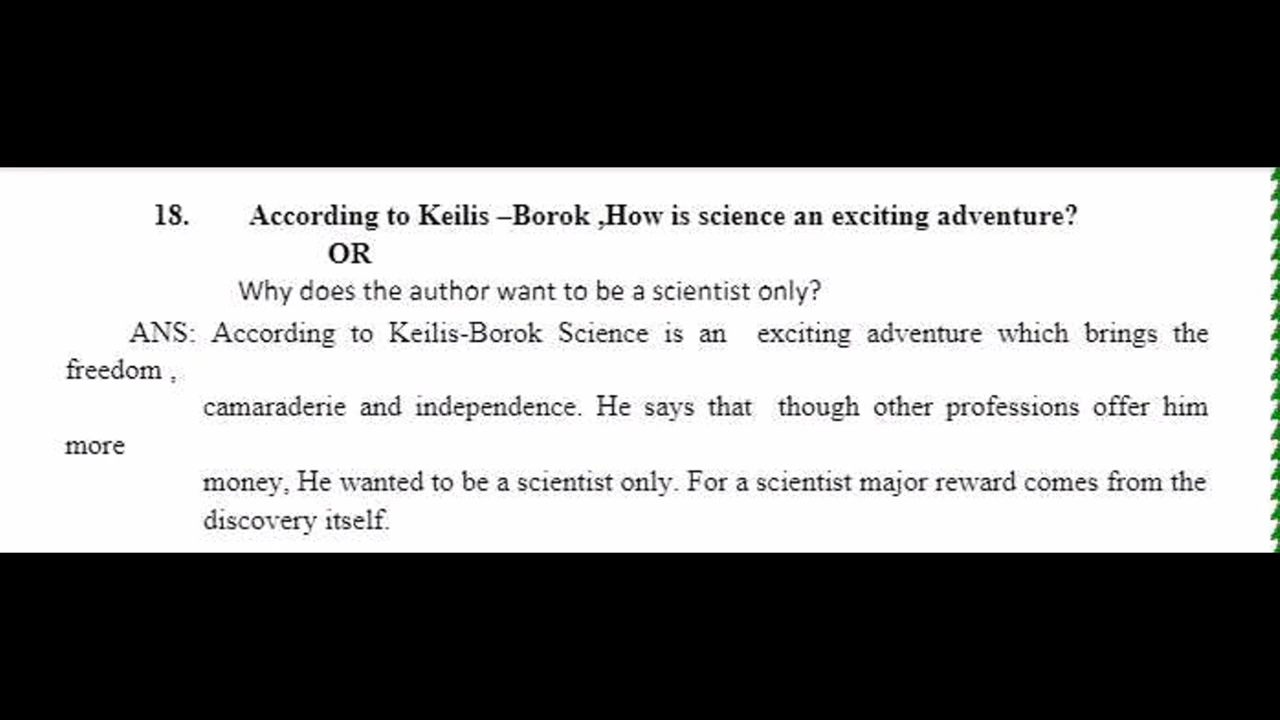 18. According to Keilis –Borok ,How is science an exciting adventure?
OR
Why does the author want to be a scientist only?
ANS: According to Keilis-Borok Science is an exciting adventure which brings the
freedom ,
camaraderie and independence. He says that though other professions offer him
more
money, He wanted to be a scientist only. For a scientist major reward comes from the
discovery itself.